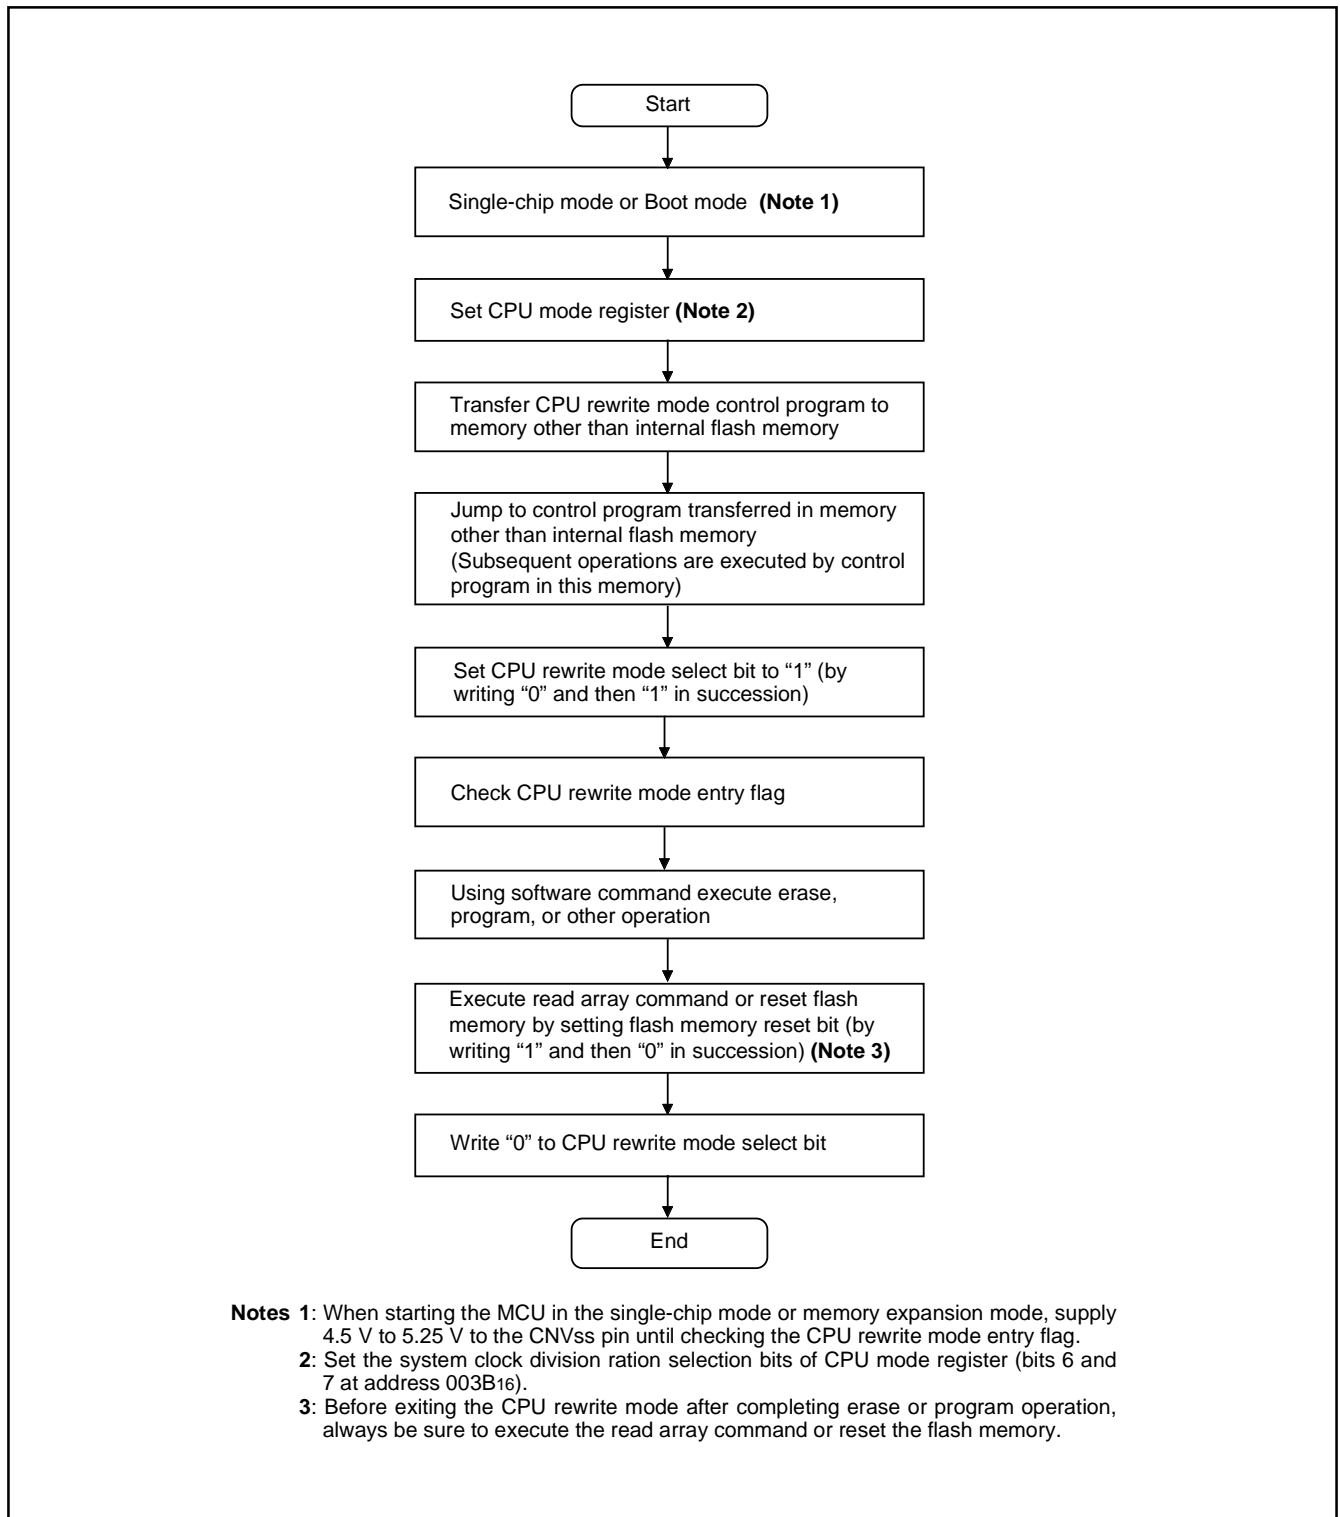 Start
Single-chip mode or Boot mode (Note 1)
Set CPU mode register (Note 2)
Transfer CPU rewrite mode control program to
memory other than internal flash memory
Jump to control program transferred in memory
other than internal flash memory
(Subsequent operations are executed by control
program in this memory)
Set CPU rewrite mode select bit to “1” (by
writing “0” and then “1” in succession)
Check CPU rewrite mode entry flag
Using software command execute erase,
program, or other operation
Execute read array command or reset flash
memory by setting flash memory reset bit (by
writing “1” and then “0” in succession) (Note 3)
Write “0” to CPU rewrite mode select bit
End
Notes 1: When starting the MCU in the single-chip mode or memory expansion mode, supply
4.5 V to 5.25 V to the CNVss pin until checking the CPU rewrite mode entry flag.
2: Set the system clock division ration selection bits of CPU mode register (bits 6 and
7 at address 003B16).
3: Before exiting the CPU rewrite mode after completing erase or program operation,
always be sure to execute the read array command or reset the flash memory.